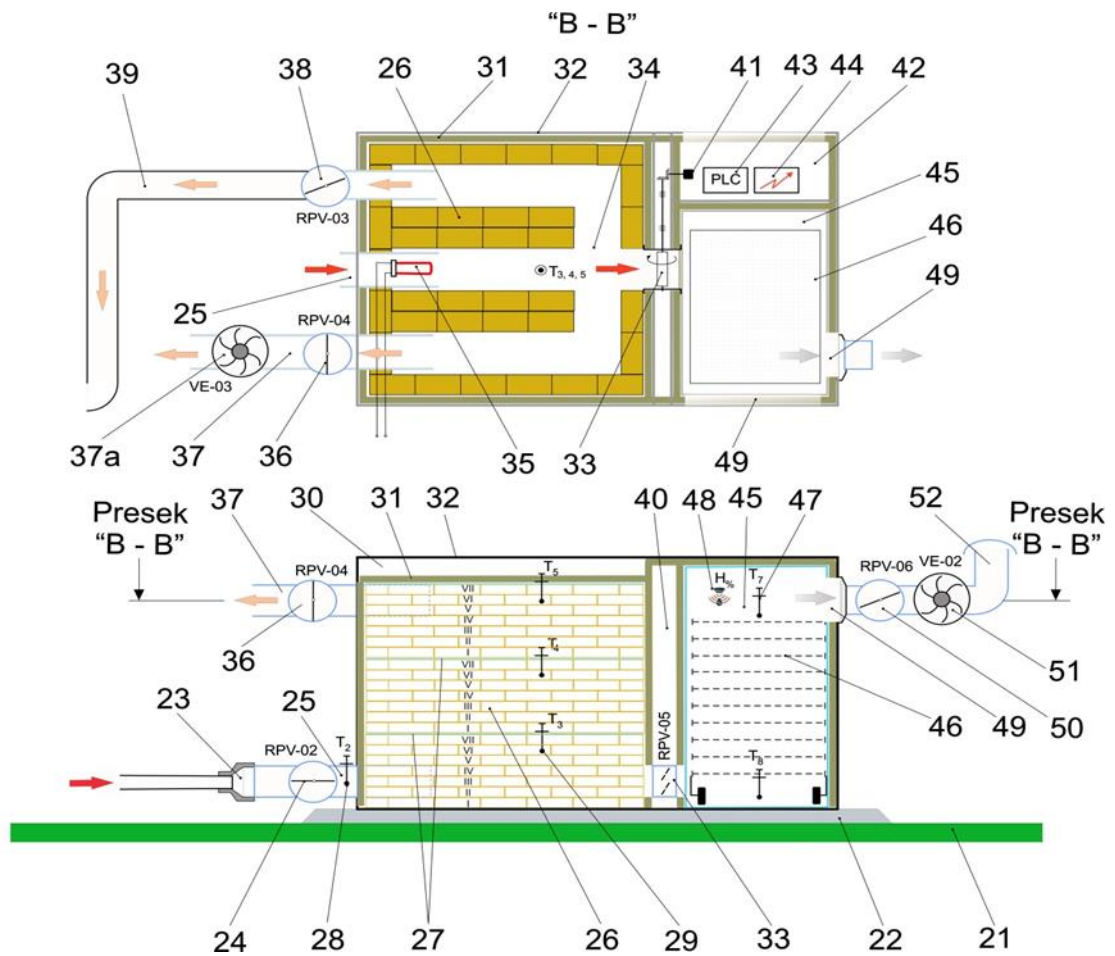 “B - B”
39
38
26
31
32
34
41
43
44
42
PLC
45
RPV-03
46
T3, 4, 5
49
25
RPV-04
VE-03
37a
37
36
35
33
49
Presek
“B - B”
37
30
31
32
40
48
45
47
52
Presek
“B - B”
RPV-04
T5
H%
T7
RPV-06
VE-02
VII
VI
V
IV
III
II
I
36
T4
VII
VI
V
IV
III
II
I
51
23
25
T3
RPV-05
46
49
50
RPV-02
T2
VII
VI
V
IV
III
II
I
T8
24
28
27
26
29
33
22
21